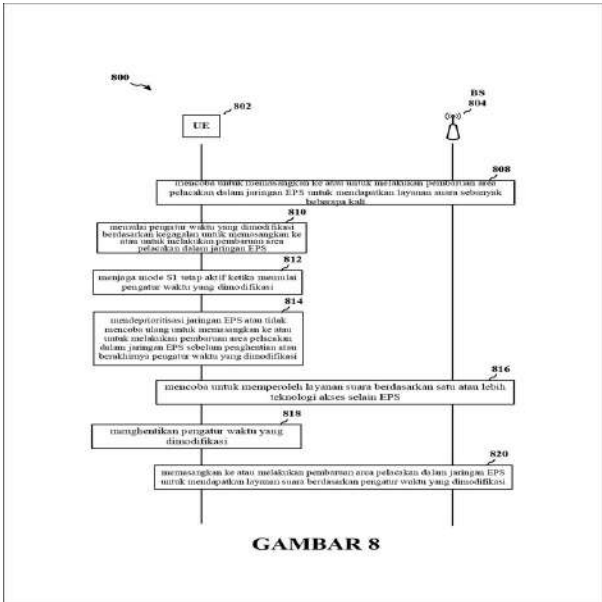 800
802
UE
BS
804
808
mencoba untuk memasangkan ke atau untuk melakukan pembaruan area
pelacakan dalam jaringan EPS untuk mendapatkan layanan suara sebanyak
beberapa kali
810
memulai pengatur waktu yang dimodifikasi
berdasarkan kegagalan untuk memasangkan ke
atau untuk melakukan pembaruan area
pelacakan dalam jaringan EPS
812
menjaga mode S1 tetap aktif ketika memulai
pengatur waktu yang dimodifikasi
814
mendeprioritisasi jaringan EPS atau tidak
mencoba ulang untuk memasangkan ke atau
untuk melakukan pembaruan area pelacakan
dalam jaringan EPS sebelum penghentian atau
berakhirnya pengatur waktu yang dimodifikasi
816
mencoba untuk memperoleh layanan suara berdasarkan satu atau lebih
teknologi akses selain EPS
818
menghentikan pengatur waktu yang
dimodifikasi
820
memasangkan ke atau melakukan pembaruan area pelacakan dalam jaringan EPS
untuk mendapatkan layanan suara berdasarkan pengatur waktu yang dimodifikasi
GAMBAR 8